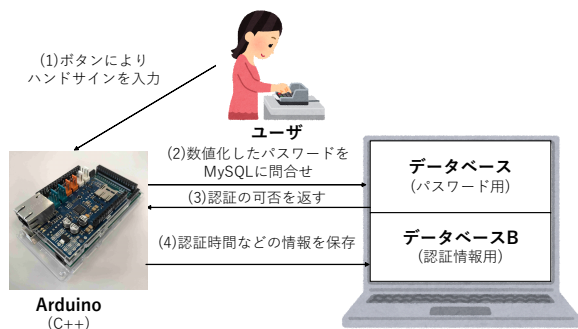 (1)ボタンにより
ハンドサインを入力
ユーザ
(2)数値化したパスワードを
MySQLに問合せ
(3)認証の可否を返す
(4)認証時間などの情報を保存
データベース
(パスワード用)
データベースB
(認証情報用)
Arduino
(C++)